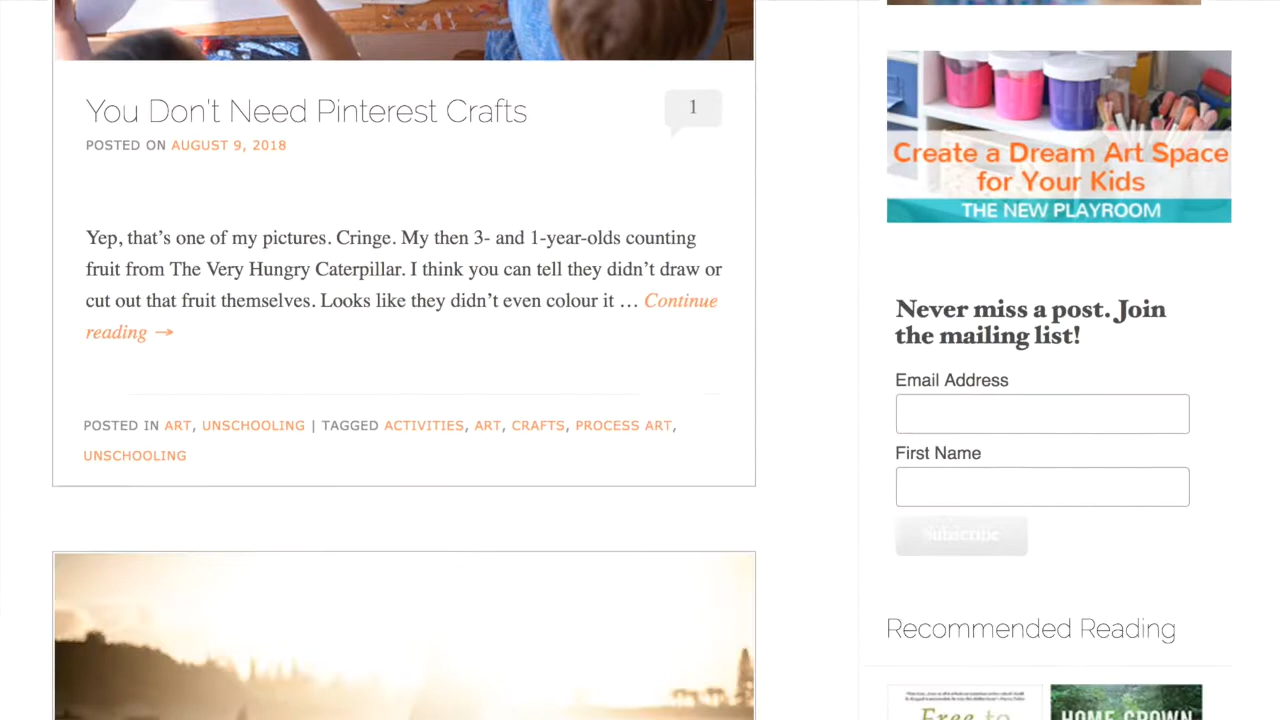 You Don't Need Pinterest Crafts
1
POSTED ON AUGUST 9, 2018
Yep, that’s one of my pictures. Cringe. My then 3- and 1-year-olds counting
fruit from The Very Hungry Caterpillar. I think you can tell they didn’t draw or
cut out that fruit themselves. Looks like they didn’t even colour it … Continue
reading →
POSTED IN ART, UNSCHOOLING | TAGGED ACTIVITIES, ART, CRAFTS, PROCESS ART,
UNSCHOOLING
Create a Dream Art Space
for Your Kids
THE NEW PLAYROOM
Never miss a post. Join
the mailing list!
Email Address
First Name
Subscribe
Recommended Reading
Free to
HOME GROWN